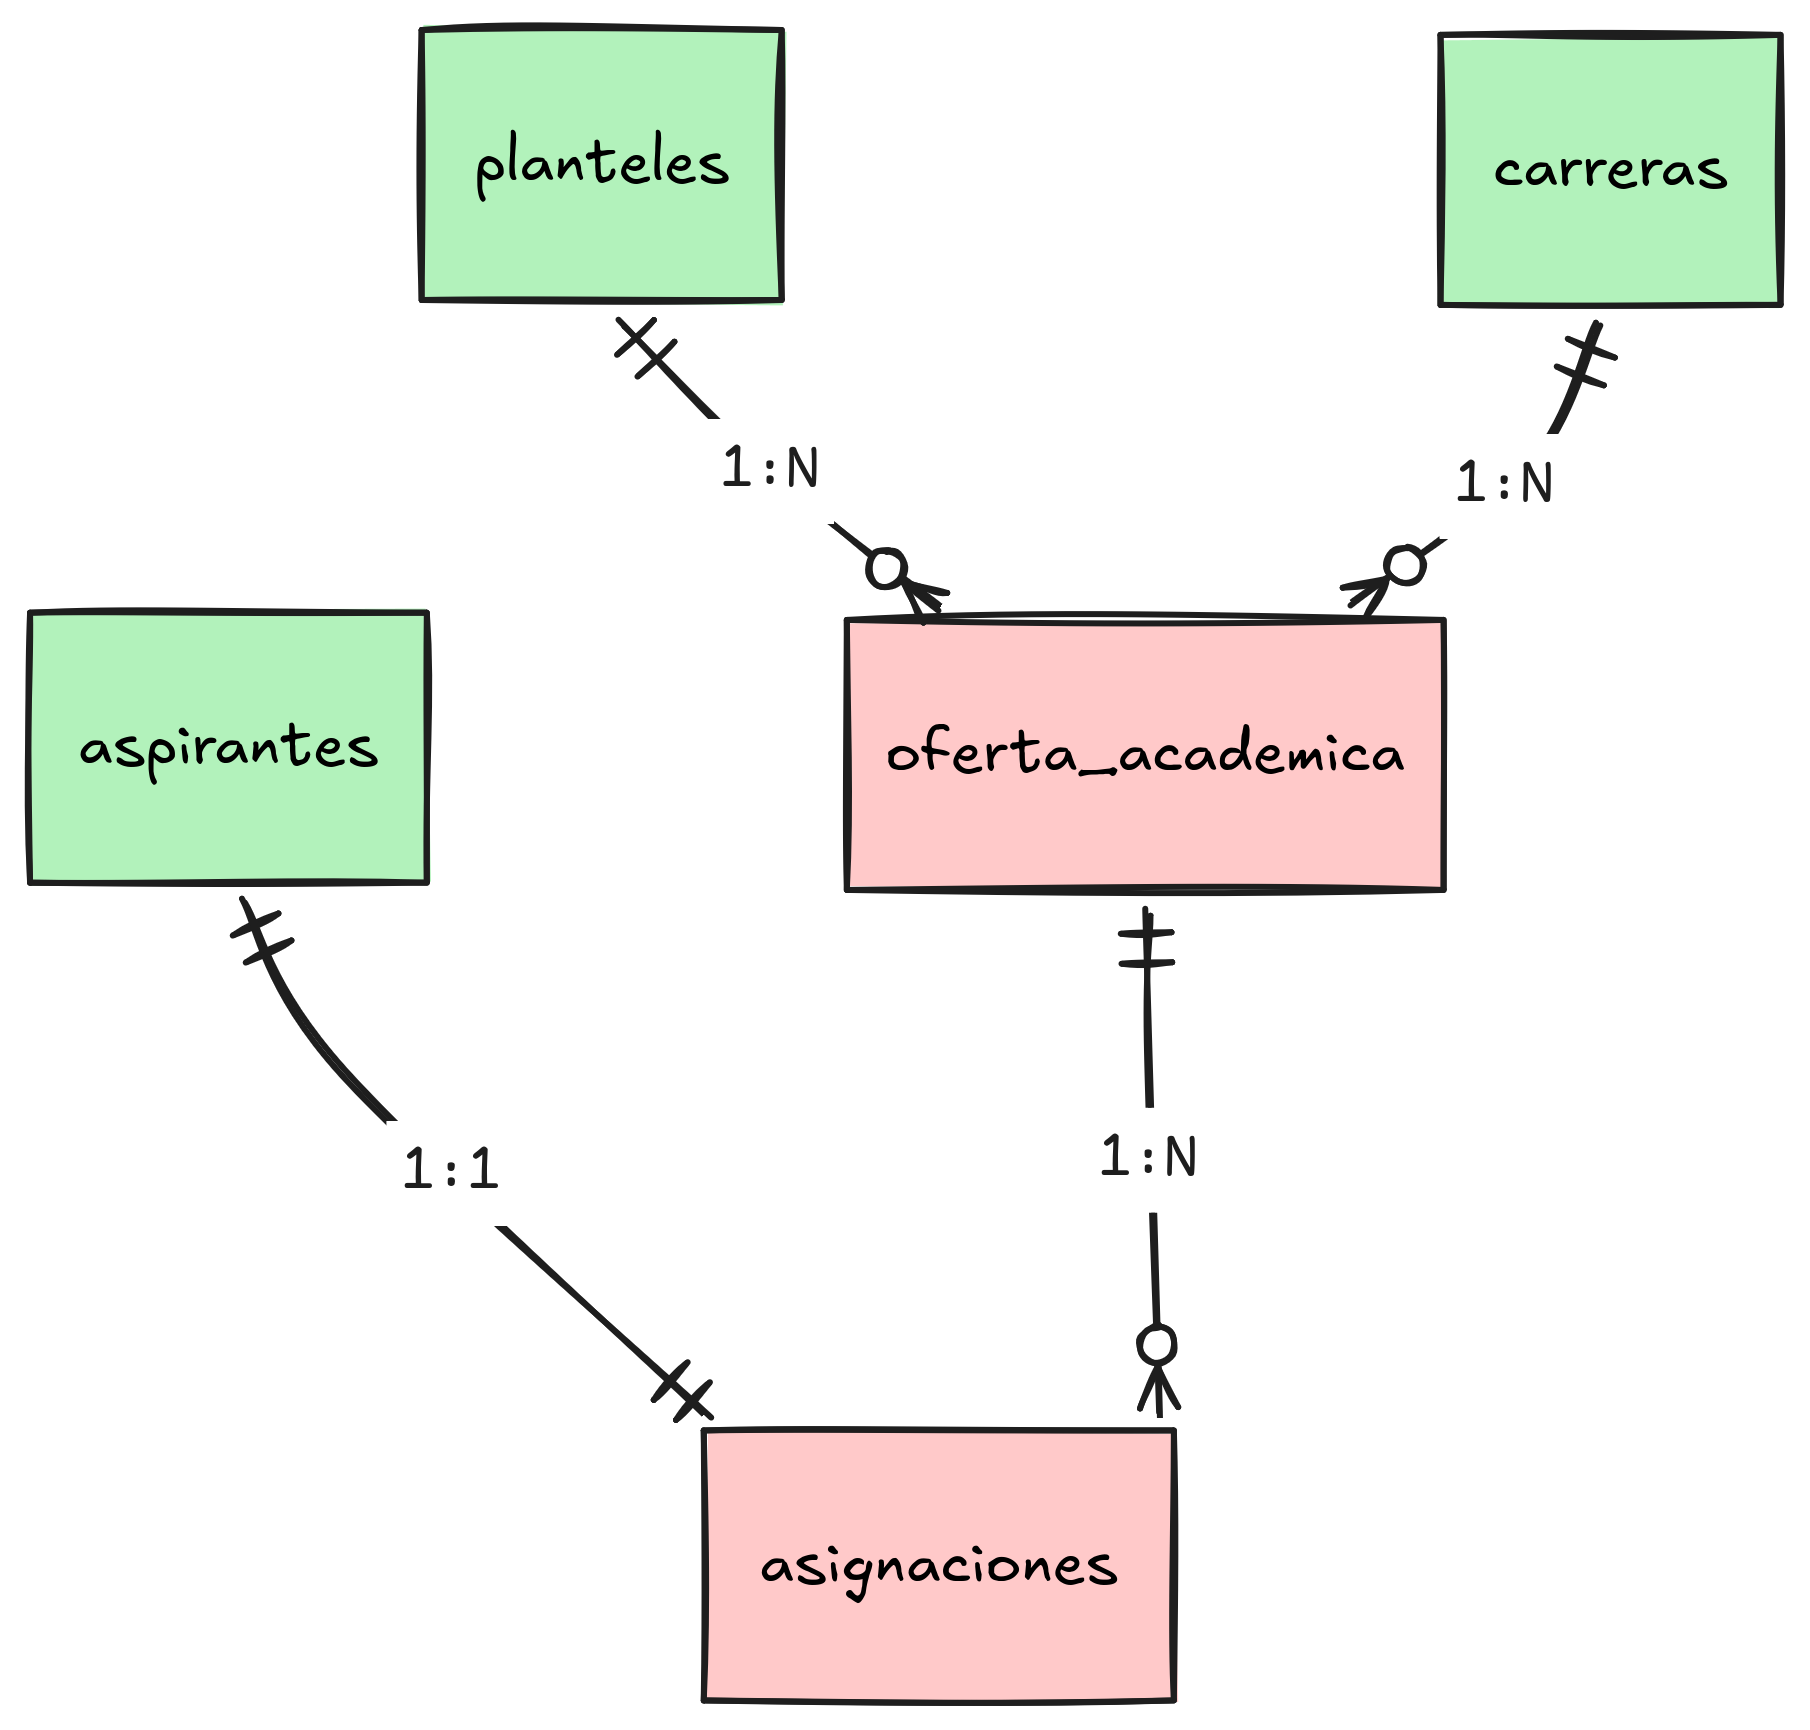 planteles
carreras
1:N
1:N
aspirantes
oferta_academica
1:1
1:N
asignaciones